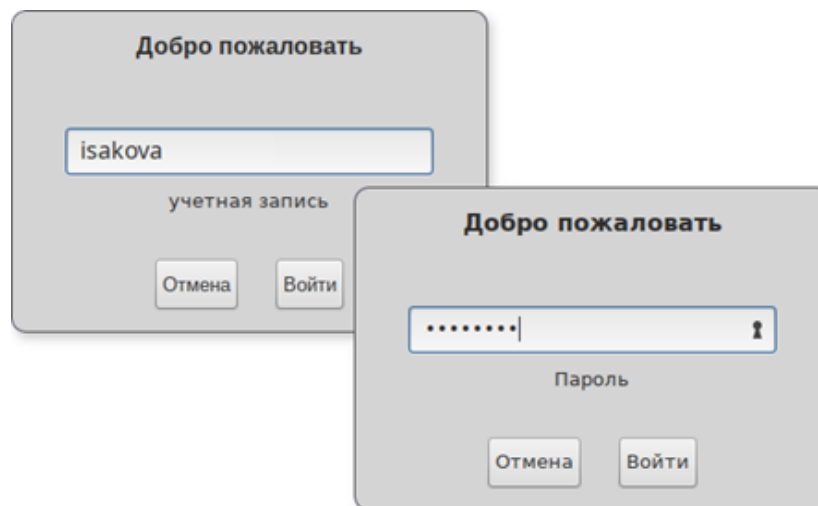 Добро пожаловать
isakova
учетная запись
Отмена Войти
Добро пожаловать
••••••••
Пароль
Отмена Войти